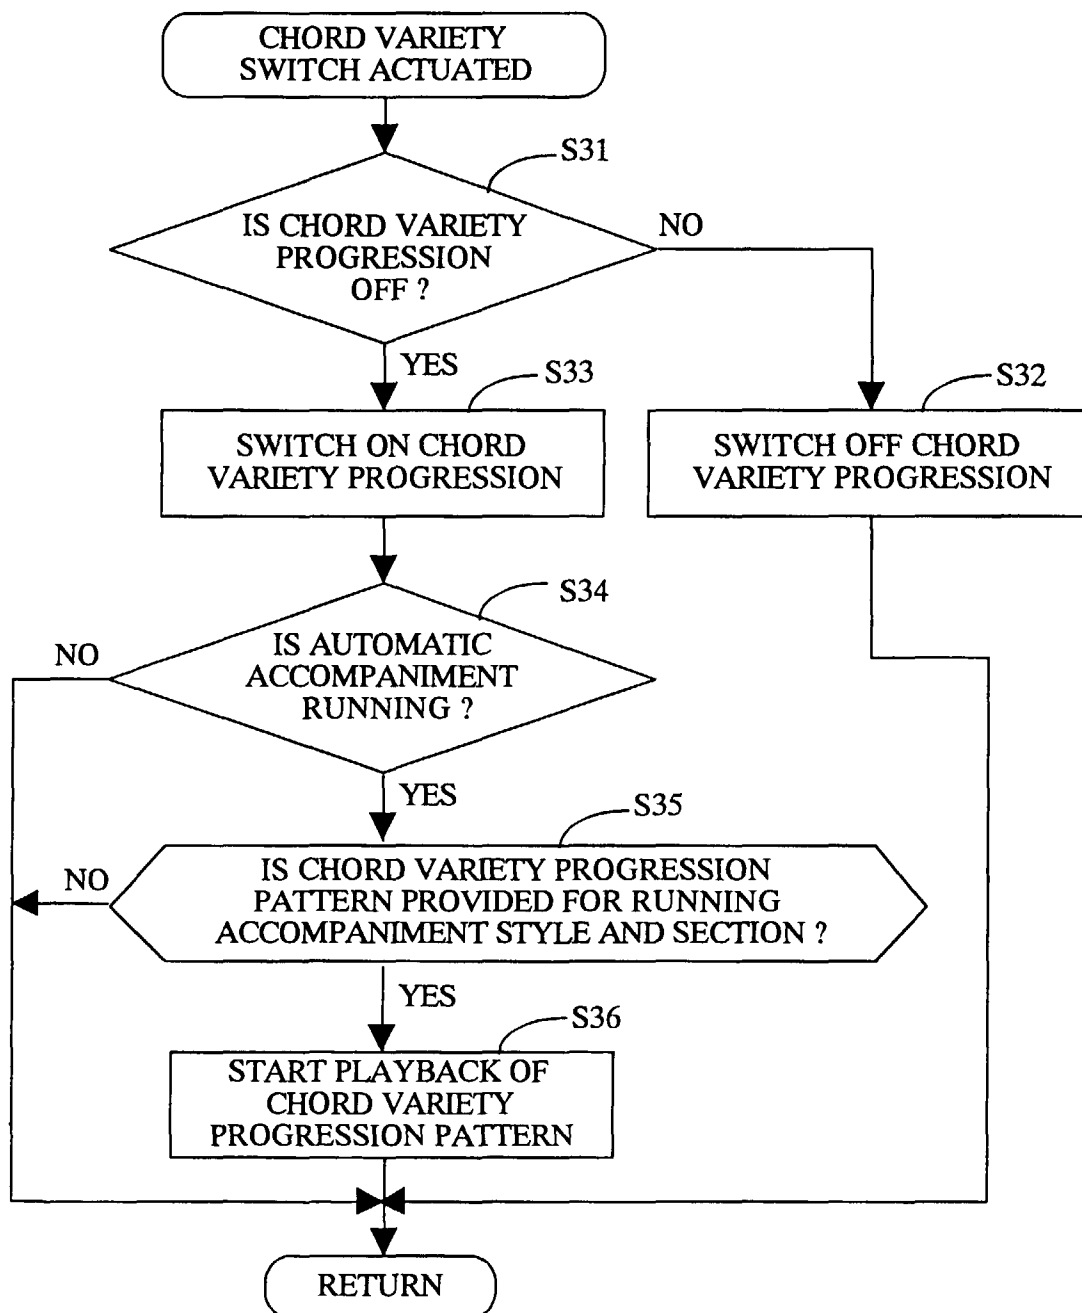 CHORD VARIETY
SWITCH ACTUATED
S31
IS CHORD VARIETY
PROGRESSION
OFF ?
NO
YES
S33
SWITCH ON CHORD
VARIETY PROGRESSION
S32
SWITCH OFF CHORD
VARIETY PROGRESSION
S34
IS AUTOMATIC
ACCOMPANIMENT
RUNNING ?
NO
YES
S35
IS CHORD VARIETY PROGRESSION
PATTERN PROVIDED FOR RUNNING
ACCOMPANIMENT STYLE AND SECTION ?
NO
YES
S36
START PLAYBACK OF
CHORD VARIETY
PROGRESSION PATTERN
RETURN